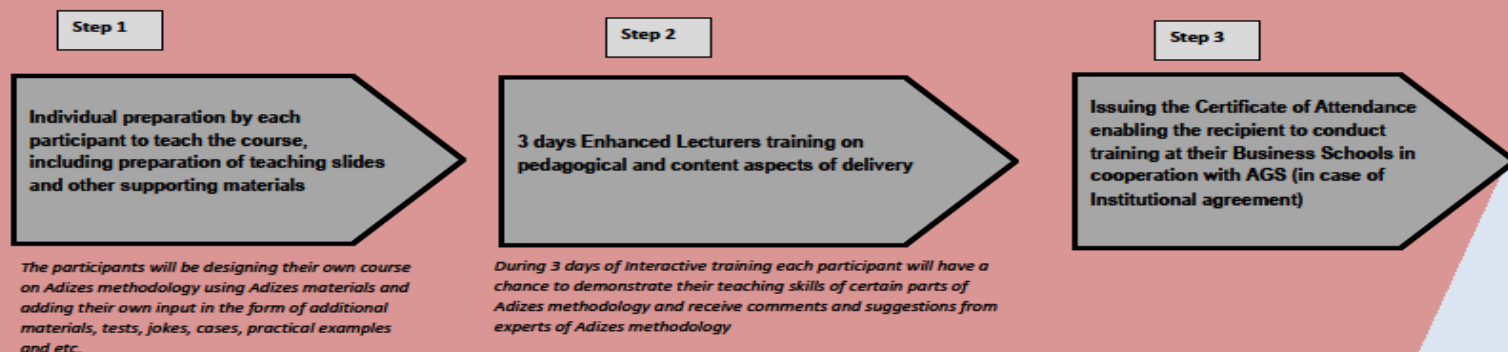 Step 1
Individual preparation by each
participant to teach the course,
including preparation of teaching slides
and other supporting materials
The participants will be designing their own course
on Adizes methodology using Adizes materials and
adding their own input in the form of additional
materials, tests, jokes, cases, practical examples
and etc.
Step 2
3 days Enhanced Lecturers training on
pedagogical and content aspects of delivery
During 3 days of Interactive training each participant will have a
chance to demonstrate their teaching skills of certain parts of
Adizes methodology and receive comments and suggestions from
experts of Adizes methodology
Step 3
Issuing the Certificate of Attendance
enabling the recipient to conduct
training at their Business Schools in
cooperation with AGS (in case of
Institutional agreement)